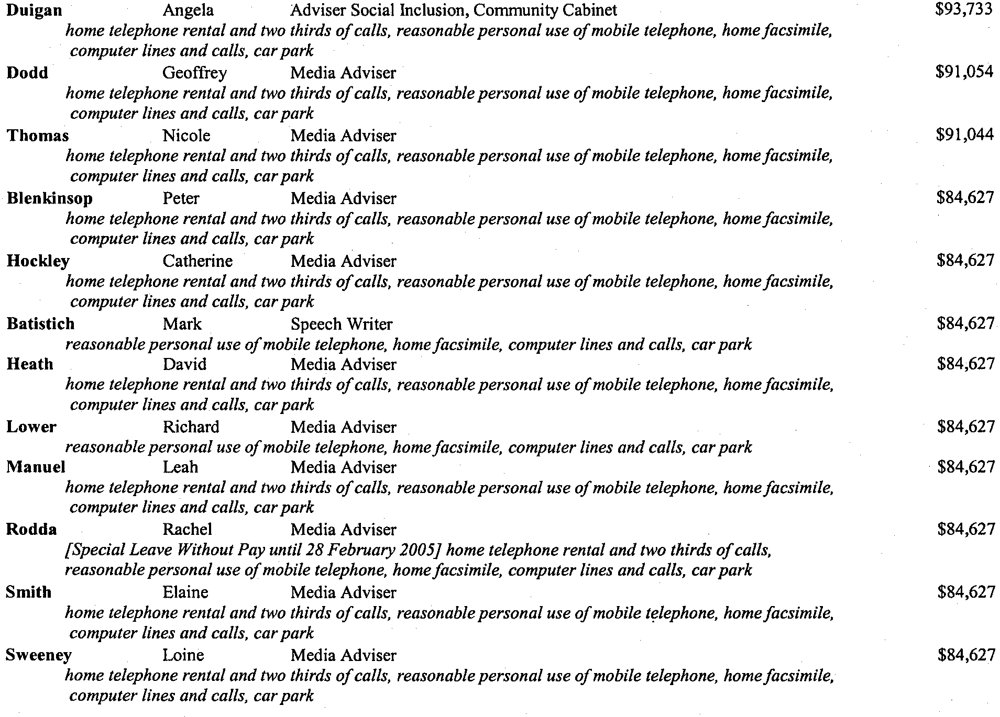 Duigan Angela Adviser Social Inclusion, Community Cabinet $93,733
home telephone rental and two thirds of calls, reasonable personal use of mobile telephone, home facsimile,
computer lines and calls, car park
Dodd Geoffrey Media Adviser $91,054
home telephone rental and two thirds of calls, reasonable personal use of mobile telephone, home facsimile,
computer lines and calls, car park
Thomas Nicole Media Adviser $91,044
home telephone rental and two thirds of calls, reasonable personal use of mobile telephone, home facsimile,
computer lines and calls, car park
Blenkinsop Peter Media Adviser $84,627
home telephone rental and two thirds of calls, reasonable personal use of mobile telephone, home facsimile,
computer lines and calls, car park
Hockley Catherine Media Adviser $84,627
home telephone rental and two thirds of calls, reasonable personal use of mobile telephone, home facsimile,
computer lines and calls, car park
Batistich Mark Speech Writer $84,627
reasonable personal use of mobile telephone, home facsimile, computer lines and calls, car park
Heath David Media Adviser $84,627
home telephone rental and two thirds of calls, reasonable personal use of mobile telephone, home facsimile,
computer lines and calls, car park
Lower Richard Media Adviser $84,627
reasonable personal use of mobile telephone, home facsimile, computer lines and calls, car park
Manuel Leah Media Adviser $84,627
home telephone rental and two thirds of calls, reasonable personal use of mobile telephone, home facsimile,
computer lines and calls, car park
Rodda Rachel Media Adviser $84,627
[Special Leave Without Pay until 28 February 2005] home telephone rental and two thirds of calls,
reasonable personal use of mobile telephone, home facsimile, computer lines and calls, car park
Smith Elaine Media Adviser $84,627
home telephone rental and two thirds of calls, reasonable personal use of mobile telephone, home facsimile,
computer lines and calls, car park
Sweeney Loine Media Adviser $84,627
home telephone rental and two thirds of calls, reasonable personal use of mobile telephone, home facsimile,
computer lines and calls, car park